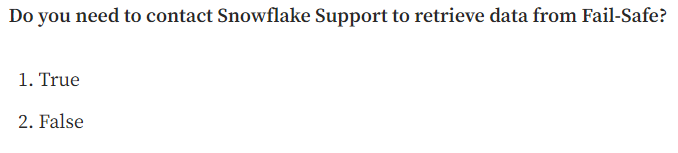 Do you need to contact Snowflake Support to retrieve data from Fail-Safe?
1. True
2. False